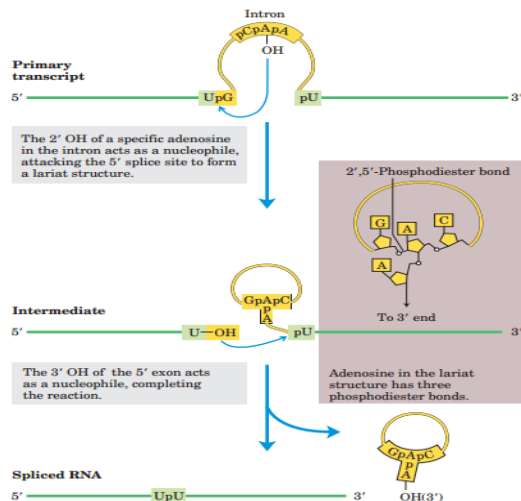 Intron
pCpApA
OH
Primary
transcript
5′
UpG
pU
3′
The 2′ OH of a specific adenosine
in the intron acts as a nucleophile,
attacking the 5′ splice site to form
a lariat structure.
2′,5′-Phosphodiester bond
G
A
C
A
To 3′ end
Adenosine in the lariat
structure has three
phosphodiester bonds.
GpApC
p
A
Intermediate
5′
U—OH
pU
3′
The 3′ OH of the 5′ exon acts
as a nucleophile, completing
the reaction.
GpApC
p
A
OH(3′)
Spliced RNA
5′
UpU
3′